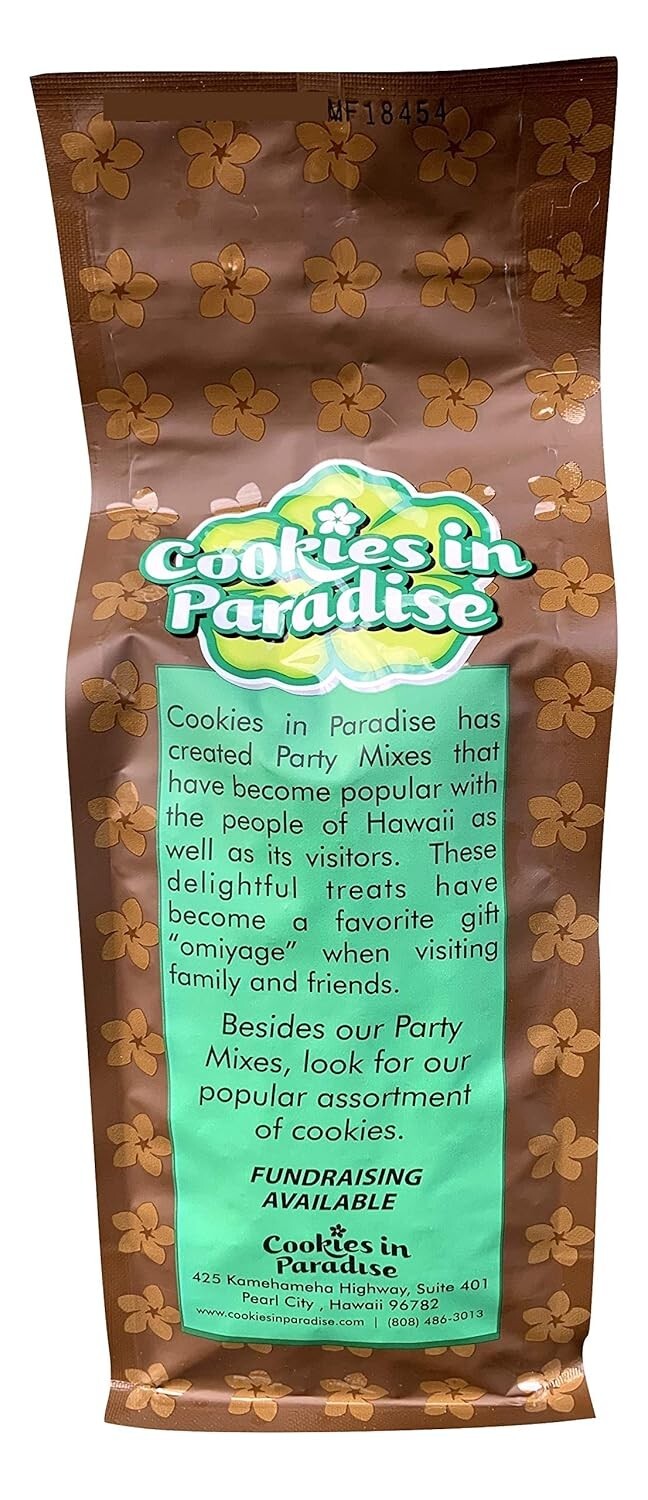 MF18454
Cookies in
Paradise
Cookies in Paradise has
created Party Mixes that
have become popular with
the people of Hawaii as
well as its visitors. These
delightful treats have
become a favorite gift
“omiyage” when visiting
family and friends.
Besides our Party
Mixes, look for our
popular assortment
of cookies.
FUNDRAISING
AVAILABLE
Cookies in
Paradise
425 Kamehameha Highway, Suite 401
Pearl City , Hawaii 96782
www.cookiesinparadise.com | (808) 486-3013